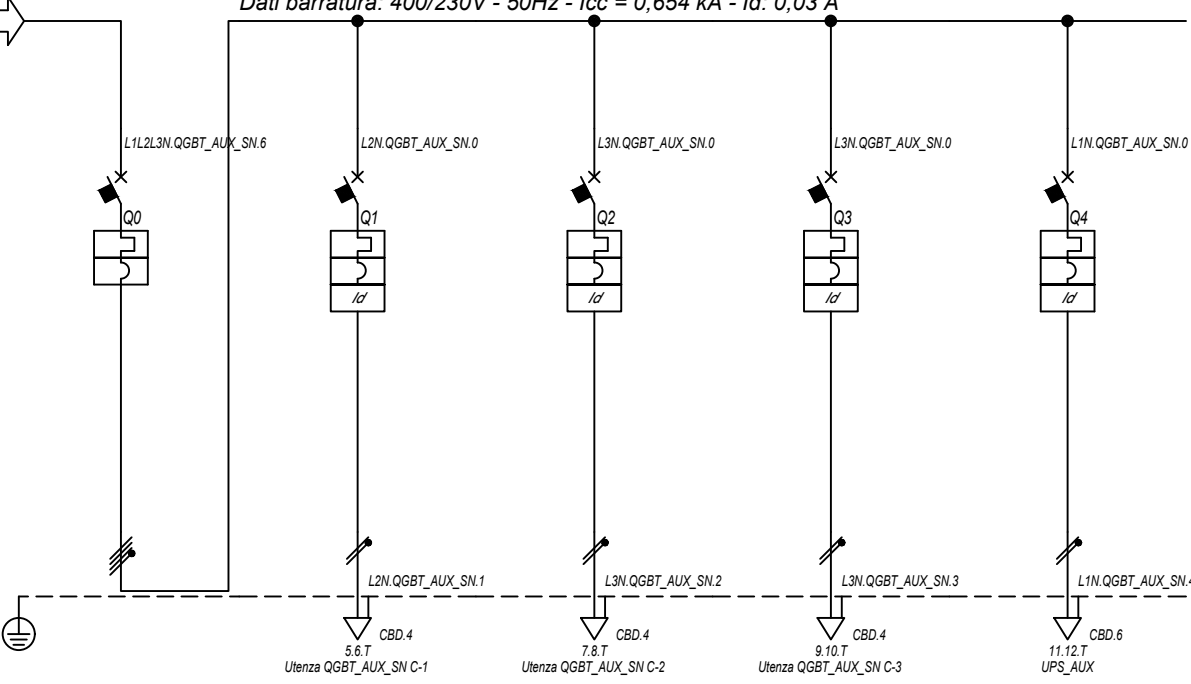 Dati barratura: 400/230V - 50Hz - Icc = 0,654 kA - Id: 0,03 A
L1L2L3N.QGBT_AUX_SN.6
L2N.QGBT_AUX_SN.0
L3N.QGBT_AUX_SN.0
L3N.QGBT_AUX_SN.0
L1N.QGBT_AUX_SN.0
Q0
Q1
Q2
Q3
Q4
Id
Id
Id
Id
L2N.QGBT_AUX_SN.1
L3N.QGBT_AUX_SN.2
L3N.QGBT_AUX_SN.3
L1N.QGBT_AUX_SN.4
CBD.4
CBD.4
CBD.4
CBD.6
5.6.T
7.8.T
9.10.T
11.12.T
Utenza QGBT_AUX_SN C-1
Utenza QGBT_AUX_SN C-2
Utenza QGBT_AUX_SN C-3
UPS_AUX